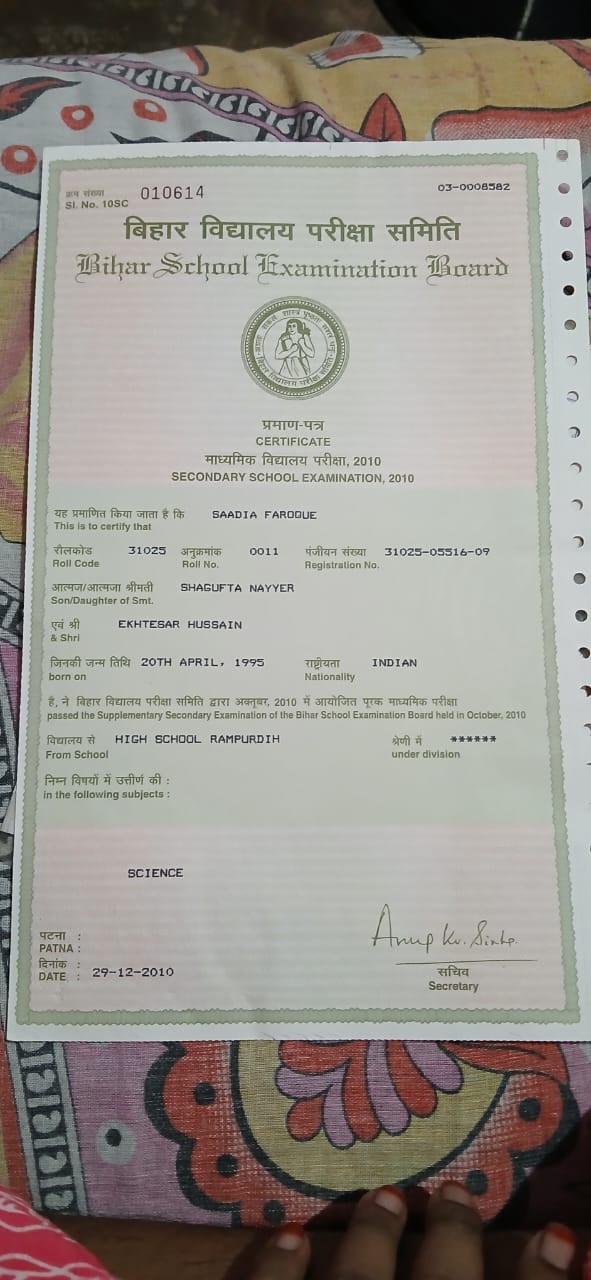 क्रम संख्या
Sl. No. 10SC 010614
03-0008582
बिहार विद्यालय परीक्षा समिति
Bihar School Examination Board
बिहार विद्यालय परीक्षा समिति
प्रमाण-पत्र
CERTIFICATE
माध्यमिक विद्यालय परीक्षा, 2010
SECONDARY SCHOOL EXAMINATION, 2010
यह प्रमाणित किया जाता है कि SAADIA FAROQUE
This is to certify that
रौलकोड 31025 अनुक्रमांक 0011 पंजीयन संख्या 31025-05516-09
Roll Code Roll No. Registration No.
आत्मज/आत्मजा श्रीमती SHAGUFTA NAYYER
Son/Daughter of Smt.
एवं श्री EKHTESAR HUSSAIN
& Shri
जिनकी जन्म तिथि 20TH APRIL, 1995 राष्ट्रीयता INDIAN
born on Nationality
है, ने बिहार विद्यालय परीक्षा समिति द्वारा अक्तूबर, 2010 में आयोजित पूरक माध्यमिक परीक्षा
passed the Supplementary Secondary Examination of the Bihar School Examination Board held in October, 2010
विद्यालय से HIGH SCHOOL RAMPURDIH श्रेणी में ******
From School under division
निम्न विषयों में उत्तीर्ण की :
in the following subjects :
SCIENCE
पटना :
PATNA :
दिनांक :
DATE : 29-12-2010
Anup Kr. Sinha
सचिव
Secretary